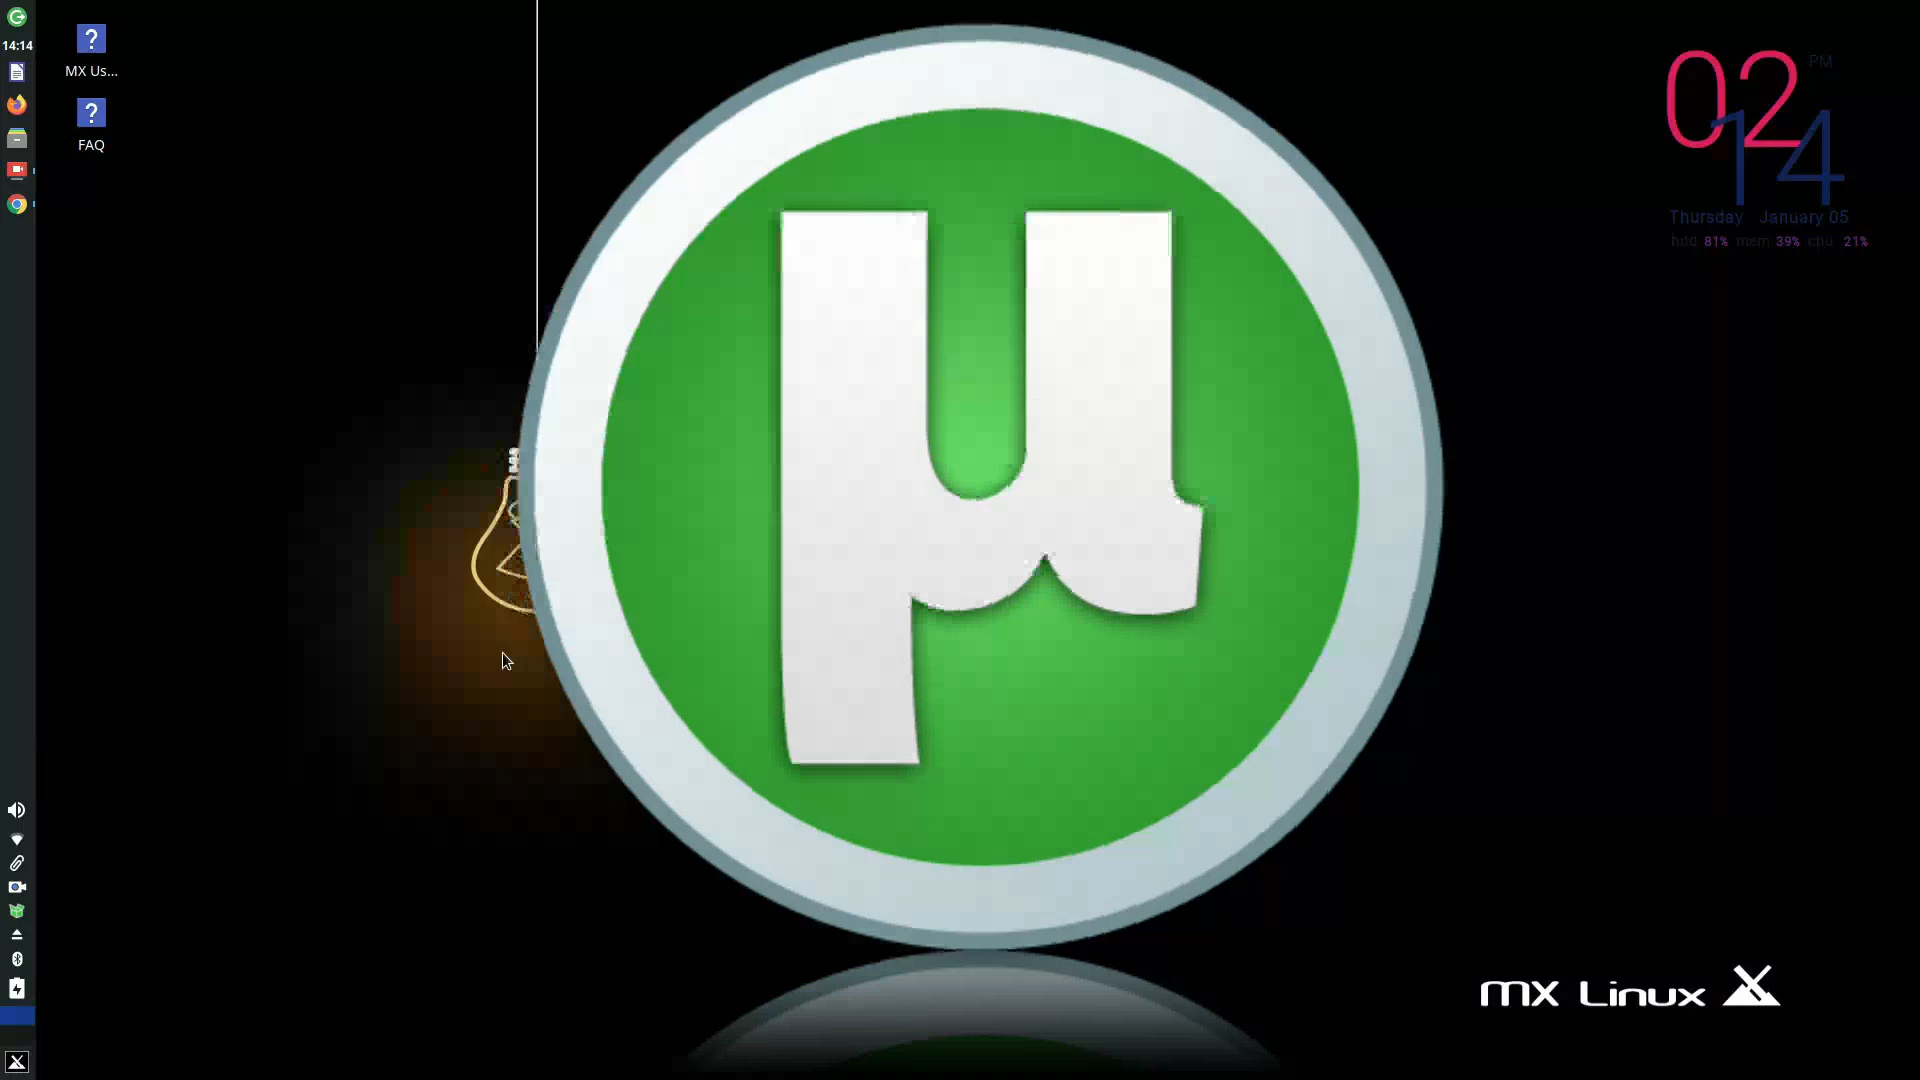 14:14
MX Us...
FAQ
µ
02 PM
14
Thursday January 05
hdd 81% mem 39% cpu 21%
MX Linux